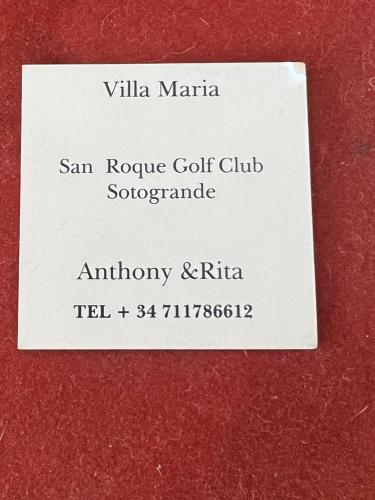 Villa Maria
San Roque Golf Club
Sotogrande
Anthony &Rita
TEL + 34 711786612